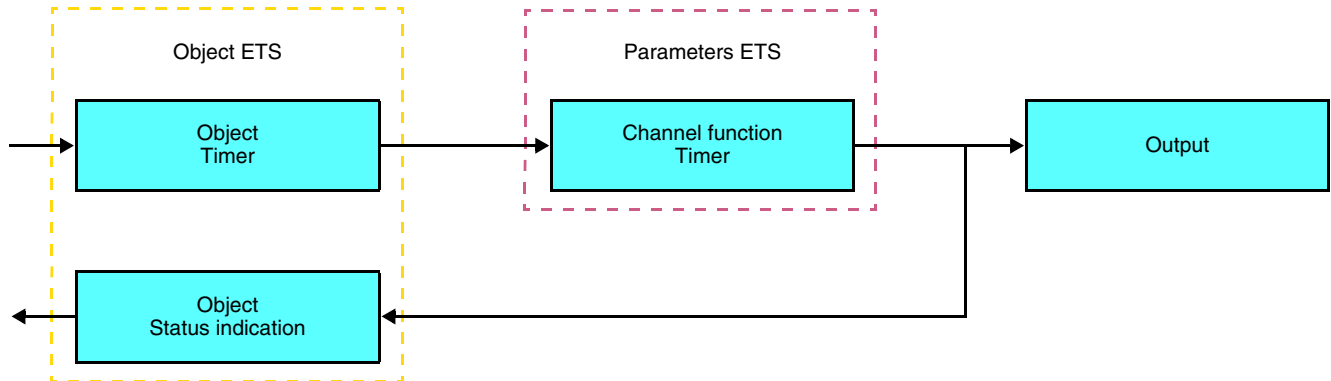 Object ETS
Parameters ETS
Object
Timer
Channel function
Timer
Output
Object
Status indication